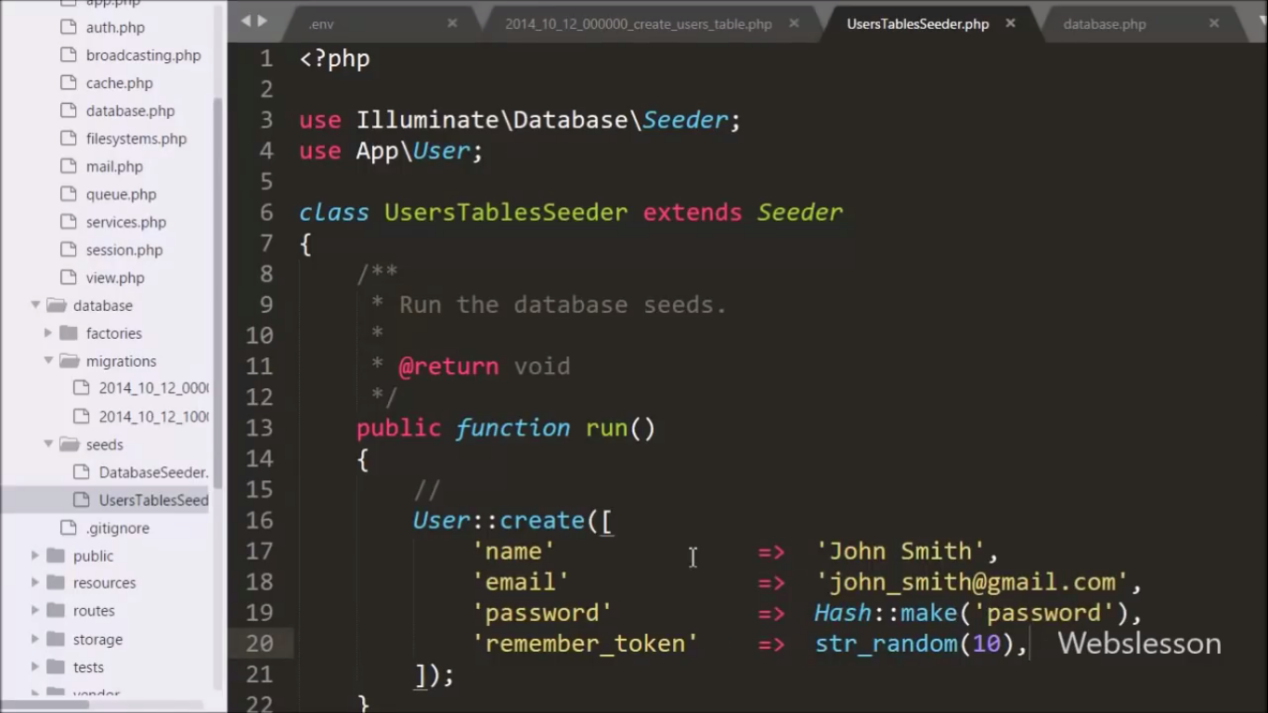 app.php
auth.php
broadcasting.php
cache.php
database.php
filesystems.php
mail.php
queue.php
services.php
session.php
view.php
database
factories
migrations
2014_10_12_000
2014_10_12_100
seeds
DatabaseSeeder.
UsersTablesSeed
.gitignore
public
resources
routes
storage
tests
vendor
.env
2014_10_12_000000_create_users_table.php
UsersTablesSeeder.php
database.php
1 <?php
2
3 use Illuminate\Database\Seeder;
4 use App\User;
5
6 class UsersTablesSeeder extends Seeder
7 {
8 /**
9 * Run the database seeds.
10 *
11 * @return void
12 */
13 public function run()
14 {
15 //
16 User::create([
17 'name' => 'John Smith',
18 'email' => 'john_smith@gmail.com',
19 'password' => Hash::make('password'),
20 'remember_token' => str_random(10),
21 ]);
22 }
Webslesson